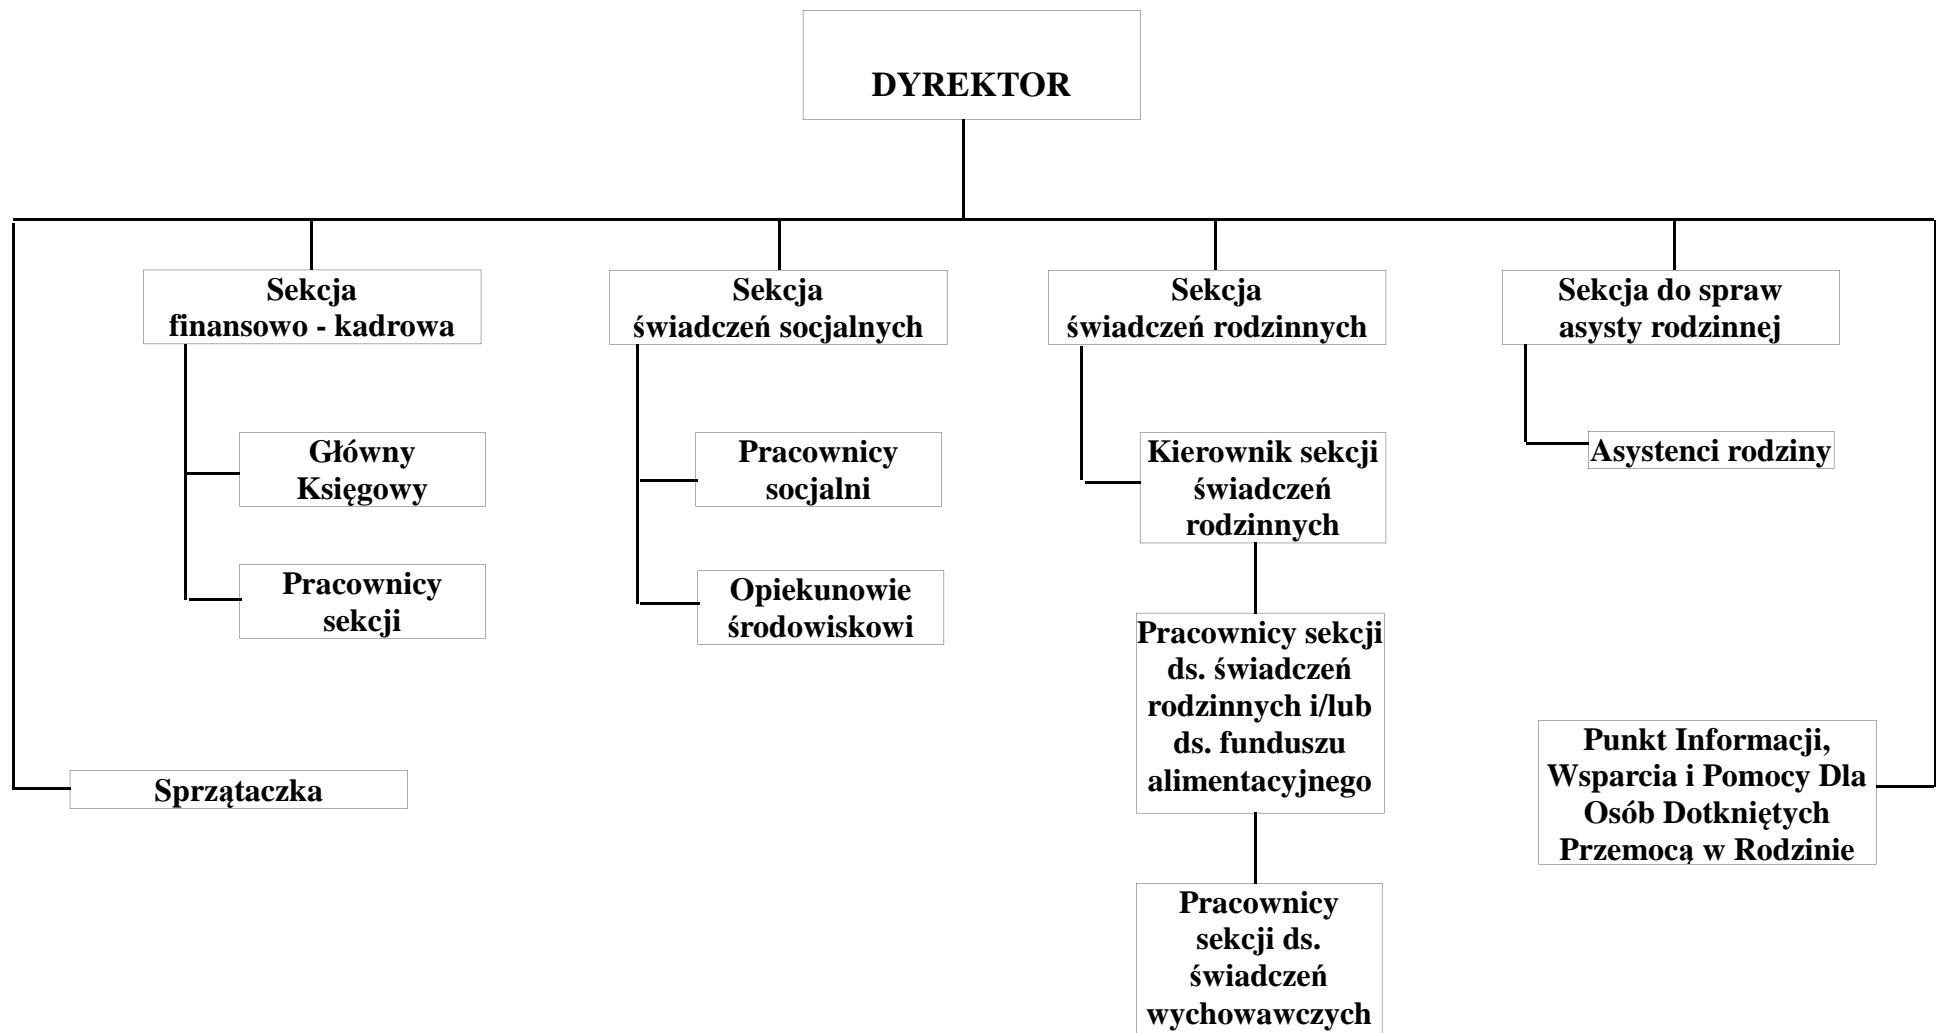 DYREKTOR
Sekcja
finansowo - kadrowa
Sekcja
świadczeń socjalnych
Sekcja
świadczeń rodzinnych
Sekcja do spraw
asysty rodzinnej
Główny
Księgowy
Pracownicy
socjalni
Kierownik sekcji
świadczeń
rodzinnych
Asystenci rodziny
Pracownicy
sekcji
Opiekunowie
środowiskowi
Pracownicy sekcji
ds. świadczeń
rodzinnych i/lub
ds. funduszu
alimentacyjnego
Sprzątaczka
Punkt Informacji,
Wsparcia i Pomocy Dla
Osób Dotkniętych
Przemocą w Rodzinie
Pracownicy
sekcji ds.
świadczeń
wychowawczych